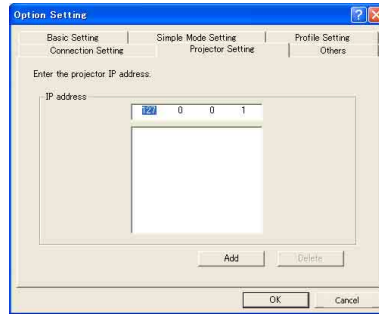 Option Setting
Basic Setting Simple Mode Setting Profile Setting
Connection Setting Projector Setting Others
Enter the projector IP address.
IP address
127 0 0 1
Add Delete
OK Cancel